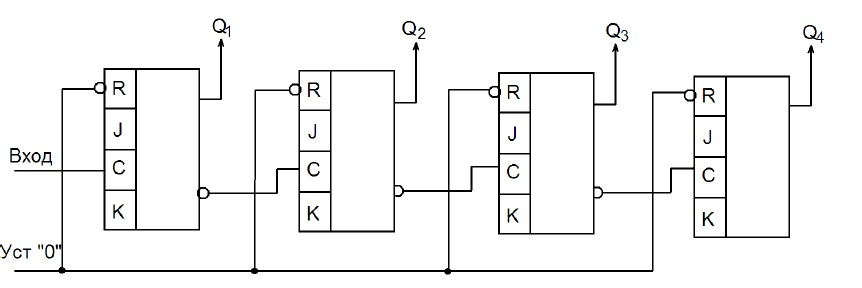 Q1 Q2 Q3 Q4
R R R R
J J J J
Вход C C C C
K K K K
Уст "0"